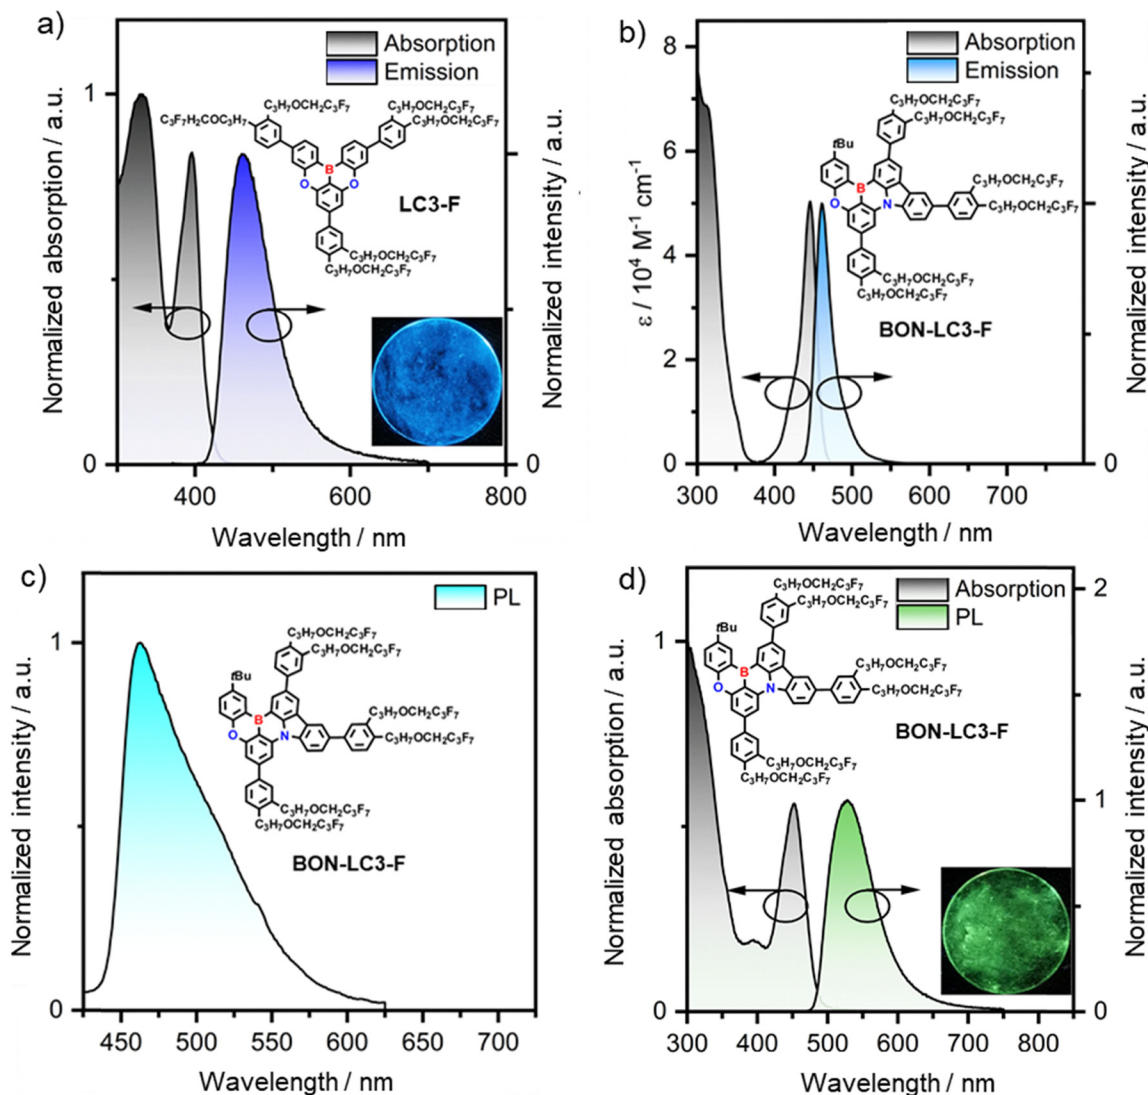 a)
Absorption
Emission
C₃H₇OCH₂C₃F₇
C₃H₇OCH₂C₃F₇
C₃F₇H₂COC₃H₇
C₃H₇OCH₂C₃F₇
B
O
O
LC3-F
C₃H₇OCH₂C₃F₇
C₃H₇OCH₂C₃F₇
1
0
400
600
800
Normalized absorption / a.u.
Normalized intensity / a.u.
0
Wavelength / nm
b)
Absorption
Emission
C₃H₇OCH₂C₃F₇
C₃H₇OCH₂C₃F₇
tBu
B
O
N
C₃H₇OCH₂C₃F₇
C₃H₇OCH₂C₃F₇
C₃H₇OCH₂C₃F₇
C₃H₇OCH₂C₃F₇
BON-LC3-F
8
7
6
5
4
3
2
1
0
ε / 10⁴ M⁻¹ cm⁻¹
0
Normalized intensity / a.u.
300
400
500
600
700
Wavelength / nm
c)
PL
C₃H₇OCH₂C₃F₇
C₃H₇OCH₂C₃F₇
tBu
B
O
N
C₃H₇OCH₂C₃F₇
C₃H₇OCH₂C₃F₇
C₃H₇OCH₂C₃F₇
C₃H₇OCH₂C₃F₇
BON-LC3-F
1
0
Normalized intensity / a.u.
450
500
550
600
650
700
Wavelength / nm
d)
Absorption
PL
C₃H₇OCH₂C₃F₇
C₃H₇OCH₂C₃F₇
tBu
B
O
N
C₃H₇OCH₂C₃F₇
C₃H₇OCH₂C₃F₇
C₃H₇OCH₂C₃F₇
C₃H₇OCH₂C₃F₇
BON-LC3-F
1
0
Normalized absorption / a.u.
2
1
0
Normalized intensity / a.u.
300
400
500
600
700
800
Wavelength / nm